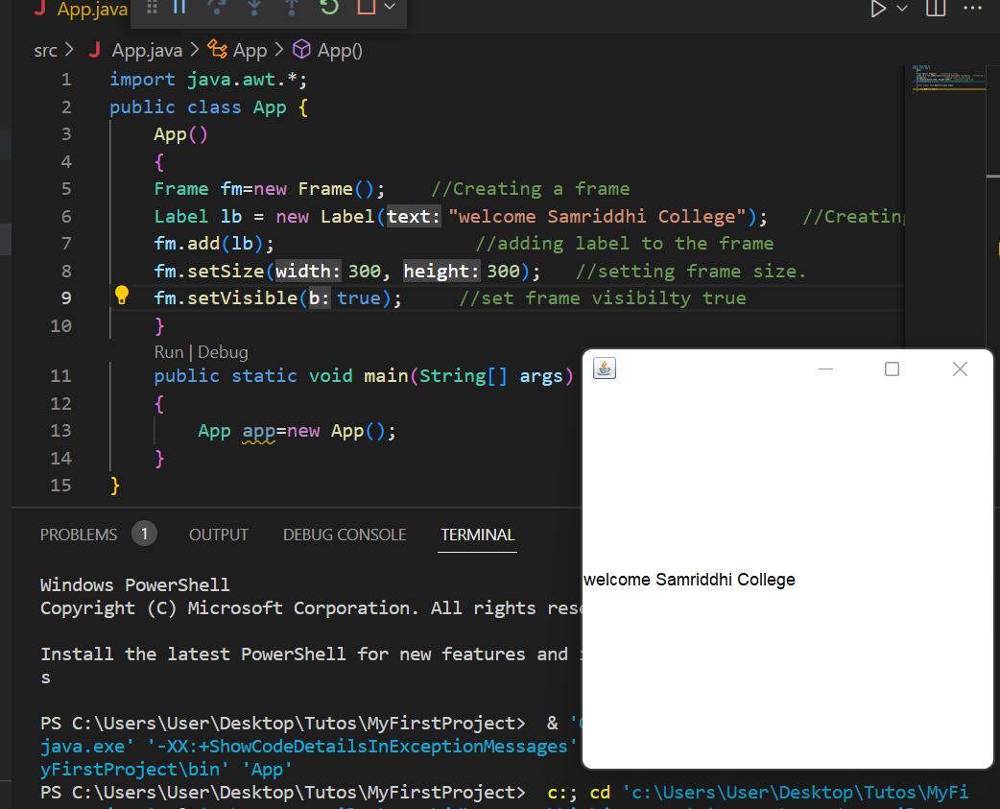 J App.java
src > J App.java > App > App()
1 import java.awt.*;
2 public class App {
3 App()
4 {
5 Frame fm=new Frame(); //Creating a frame
6 Label lb = new Label(text:"welcome Samriddhi College"); //Creating
7 fm.add(lb); //adding label to the frame
8 fm.setSize(width:300, height:300); //setting frame size.
9 fm.setVisible(b:true); //set frame visibilty true
10 }
Run | Debug
11 public static void main(String[] args)
12 {
13 App app=new App();
14 }
15 }
PROBLEMS 1 OUTPUT DEBUG CONSOLE TERMINAL
welcome Samriddhi College
Windows PowerShell
Copyright (C) Microsoft Corporation. All rights
Install the latest PowerShell for new features and
s
PS C:\Users\User\Desktop\Tutos\MyFirstProject> & '
java.exe' '-XX:+ShowCodeDetailsInExceptionMessages'
yFirstProject\bin' 'App'
PS C:\Users\User\Desktop\Tutos\MyFirstProject> c:; cd 'c:\Users\User\Desktop\Tutos\MyFi